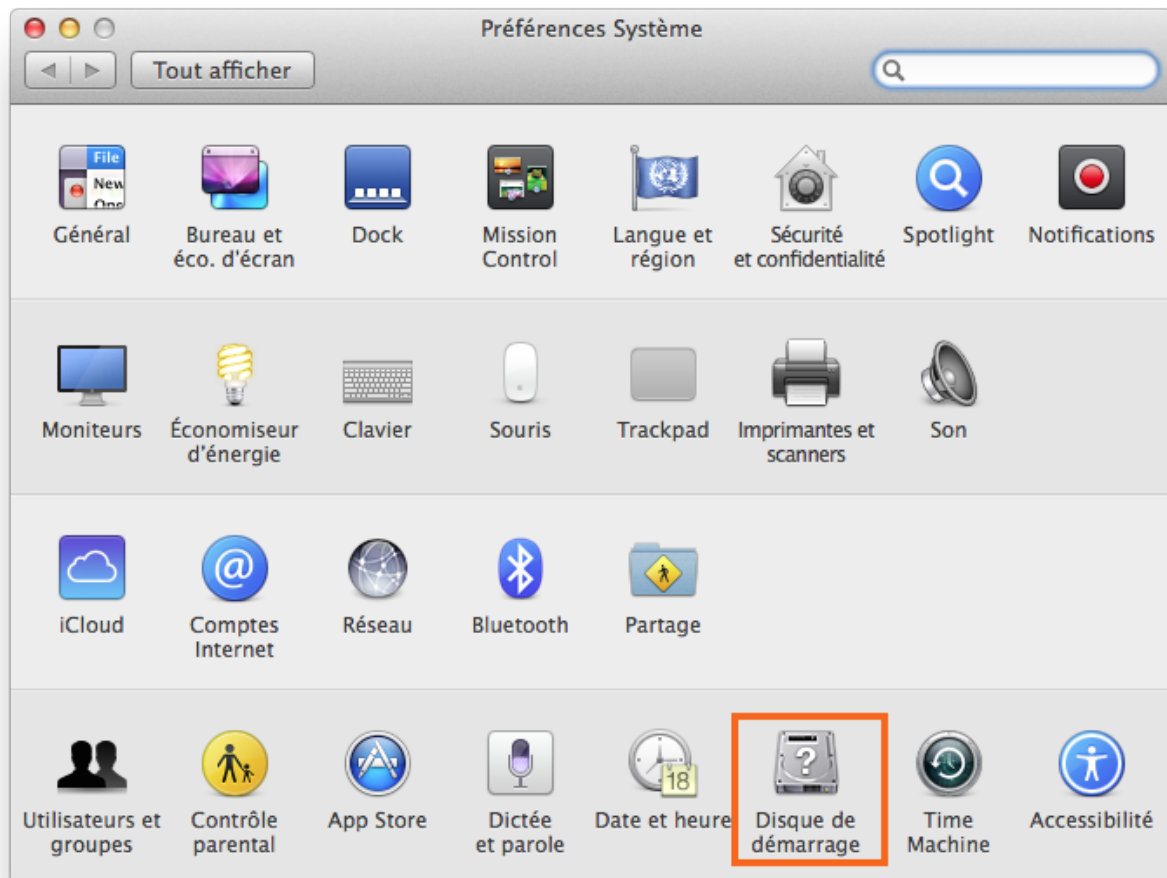 Préférences Système
Tout afficher
File
New
Ope
Général
Bureau et
éco. d'écran
Dock
Mission
Control
Langue et
région
Sécurité
et confidentialité
Spotlight
Notifications
Moniteurs
Économiseur
d'énergie
Clavier
Souris
Trackpad
Imprimantes et
scanners
Son
iCloud
@
Comptes
Internet
Réseau
Bluetooth
Partage
Utilisateurs et
groupes
Contrôle
parental
App Store
Dictée
et parole
18
Date et heure
?
Disque de
démarrage
Time
Machine
Accessibilité